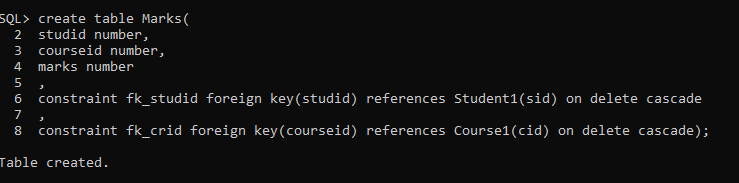 SQL> create table Marks(
  2  studid number,
  3  courseid number,
  4  marks number
  5  ,
  6  constraint fk_studid foreign key(studid) references Student1(sid) on delete cascade
  7  ,
  8  constraint fk_crid foreign key(courseid) references Course1(cid) on delete cascade);
Table created.